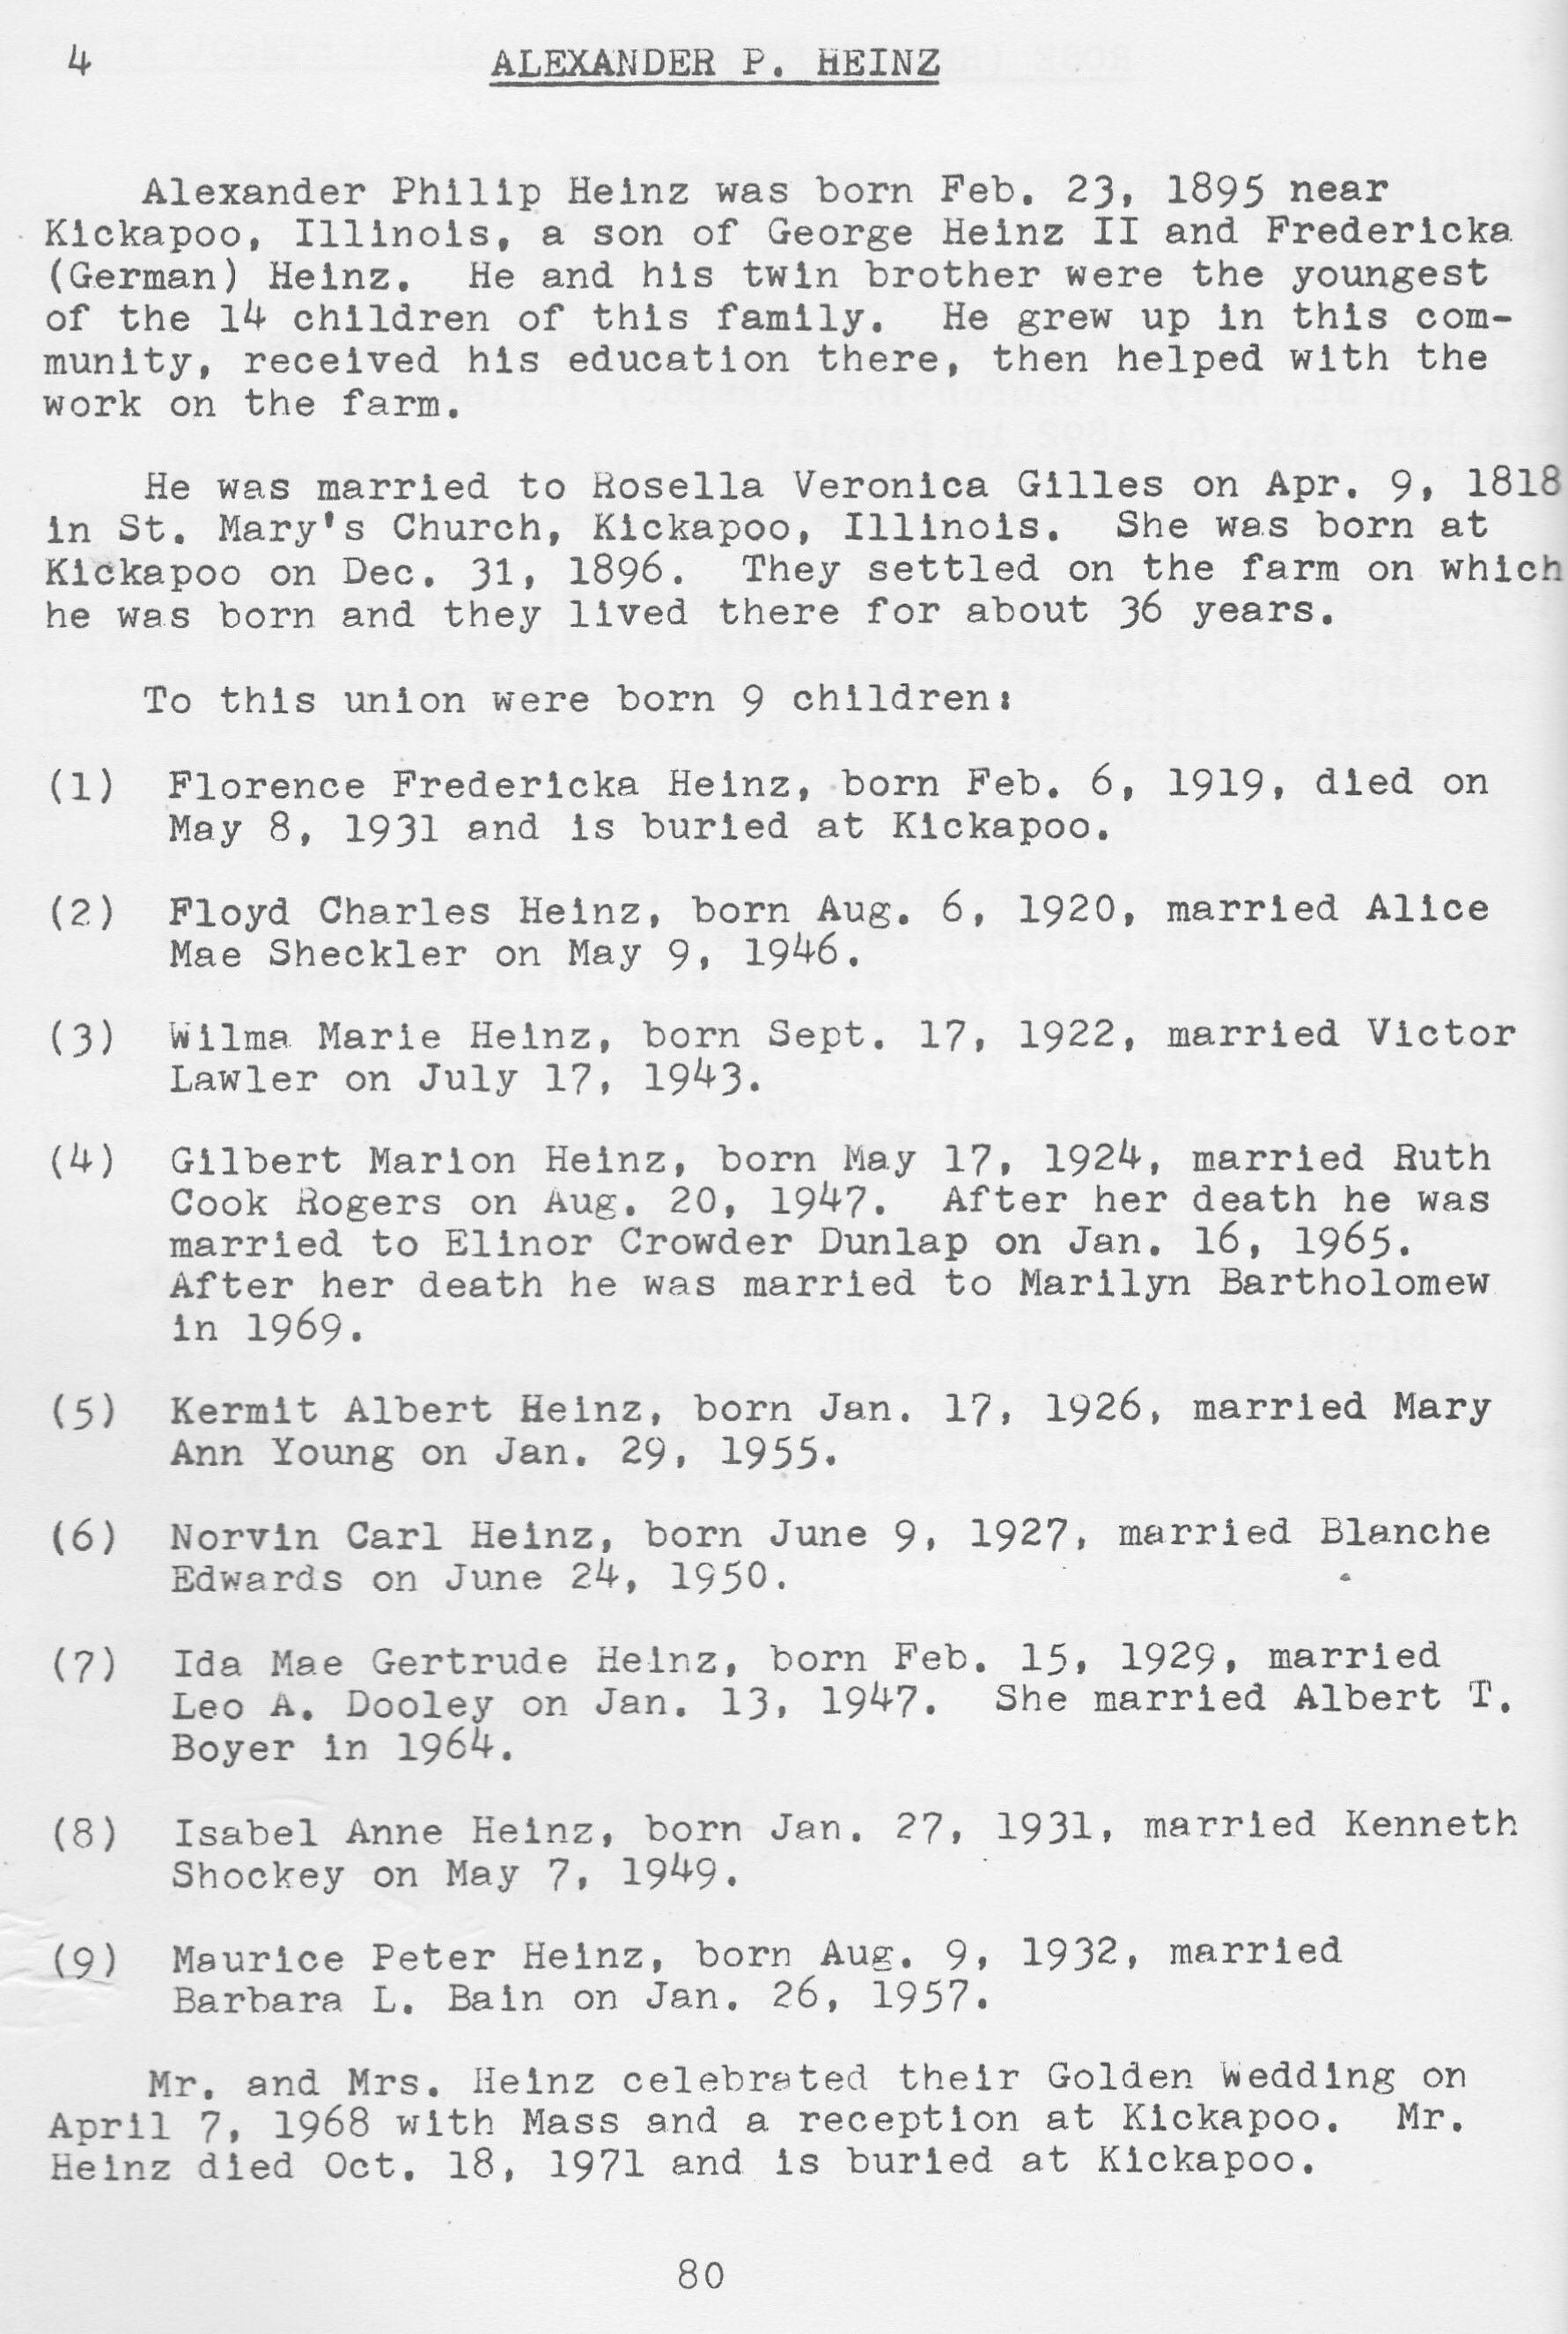 4 ALEXANDER P. HEINZ
Alexander Philip Heinz was born Feb. 23, 1895 near
Kickapoo, Illinois, a son of George Heinz II and Fredericka
(German) Heinz. He and his twin brother were the youngest
of the 14 children of this family. He grew up in this com-
munity, received his education there, then helped with the
work on the farm.
He was married to Rosella Veronica Gilles on Apr. 9, 1818
in St. Mary's Church, Kickapoo, Illinois. She was born at
Kickapoo on Dec. 31, 1896. They settled on the farm on which
he was born and they lived there for about 36 years.
To this union were born 9 children:
(1) Florence Fredericka Heinz, born Feb. 6, 1919, died on
May 8, 1931 and is buried at Kickapoo.
(2) Floyd Charles Heinz, born Aug. 6, 1920, married Alice
Mae Sheckler on May 9, 1946.
(3) Wilma Marie Heinz, born Sept. 17, 1922, married Victor
Lawler on July 17, 1943.
(4) Gilbert Marion Heinz, born May 17, 1924, married Ruth
Cook Rogers on Aug. 20, 1947. After her death he was
married to Elinor Crowder Dunlap on Jan. 16, 1965.
After her death he was married to Marilyn Bartholomew
in 1969.
(5) Kermit Albert Heinz, born Jan. 17, 1926, married Mary
Ann Young on Jan. 29, 1955.
(6) Norvin Carl Heinz, born June 9, 1927, married Blanche
Edwards on June 24, 1950.
(7) Ida Mae Gertrude Heinz, born Feb. 15, 1929, married
Leo A. Dooley on Jan. 13, 1947. She married Albert T.
Boyer in 1964.
(8) Isabel Anne Heinz, born Jan. 27, 1931, married Kenneth
Shockey on May 7, 1949.
(9) Maurice Peter Heinz, born Aug. 9, 1932, married
Barbara L. Bain on Jan. 26, 1957.
Mr. and Mrs. Heinz celebrated their Golden Wedding on
April 7, 1968 with Mass and a reception at Kickapoo. Mr.
Heinz died Oct. 18, 1971 and is buried at Kickapoo.
80